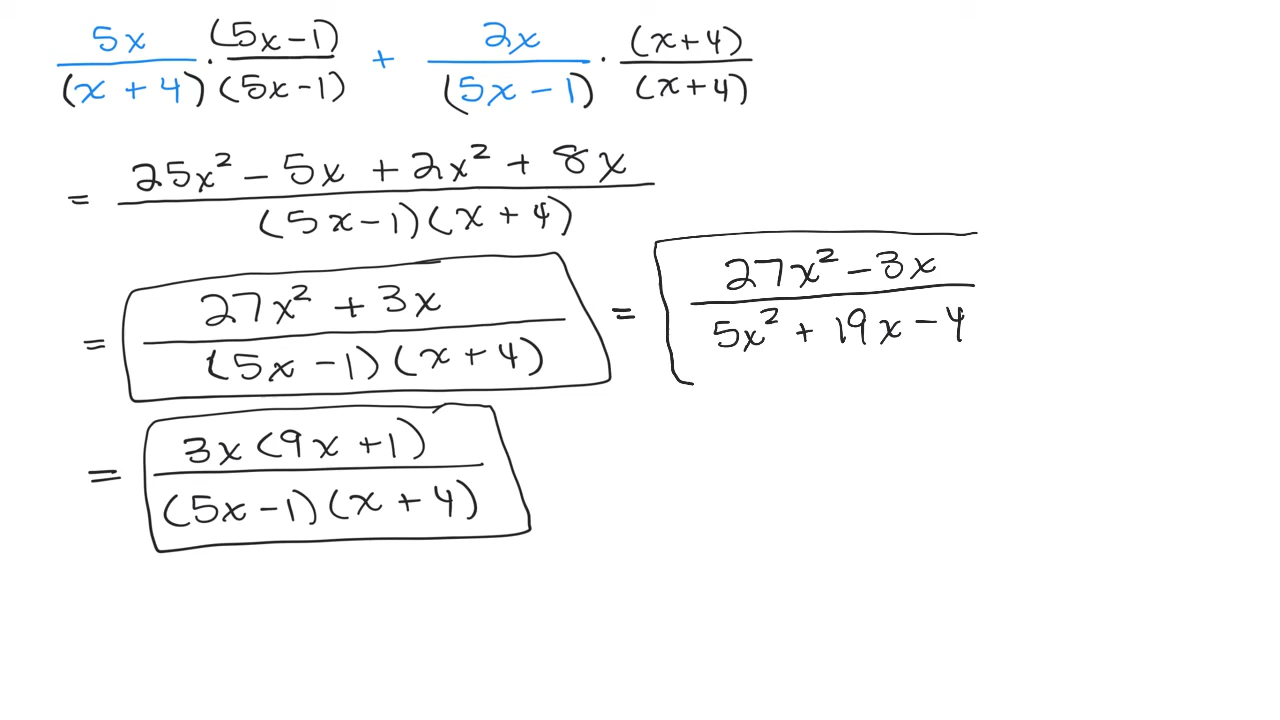 5x/(x + 4) · (5x − 1)/(5x − 1) + 2x/(5x − 1) · (x + 4)/(x + 4)
= (25x² − 5x + 2x² + 8x)/((5x − 1)(x + 4))
= (27x² + 3x)/((5x − 1)(x + 4)) = (27x² − 3x)/(5x² + 19x − 4)
= 3x(9x + 1)/((5x − 1)(x + 4))